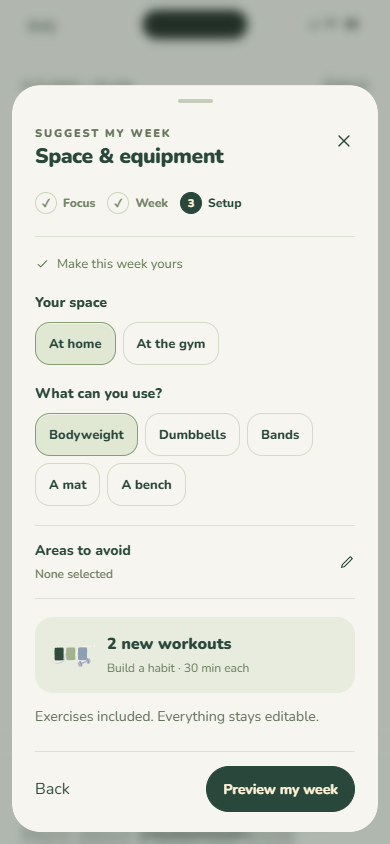 SUGGEST MY WEEK
Space & equipment
Focus Week 3 Setup
Make this week yours
Your space
At home At the gym
What can you use?
Bodyweight Dumbbells Bands
A mat A bench
Areas to avoid
None selected
2 new workouts
Build a habit · 30 min each
Exercises included. Everything stays editable.
Back Preview my week